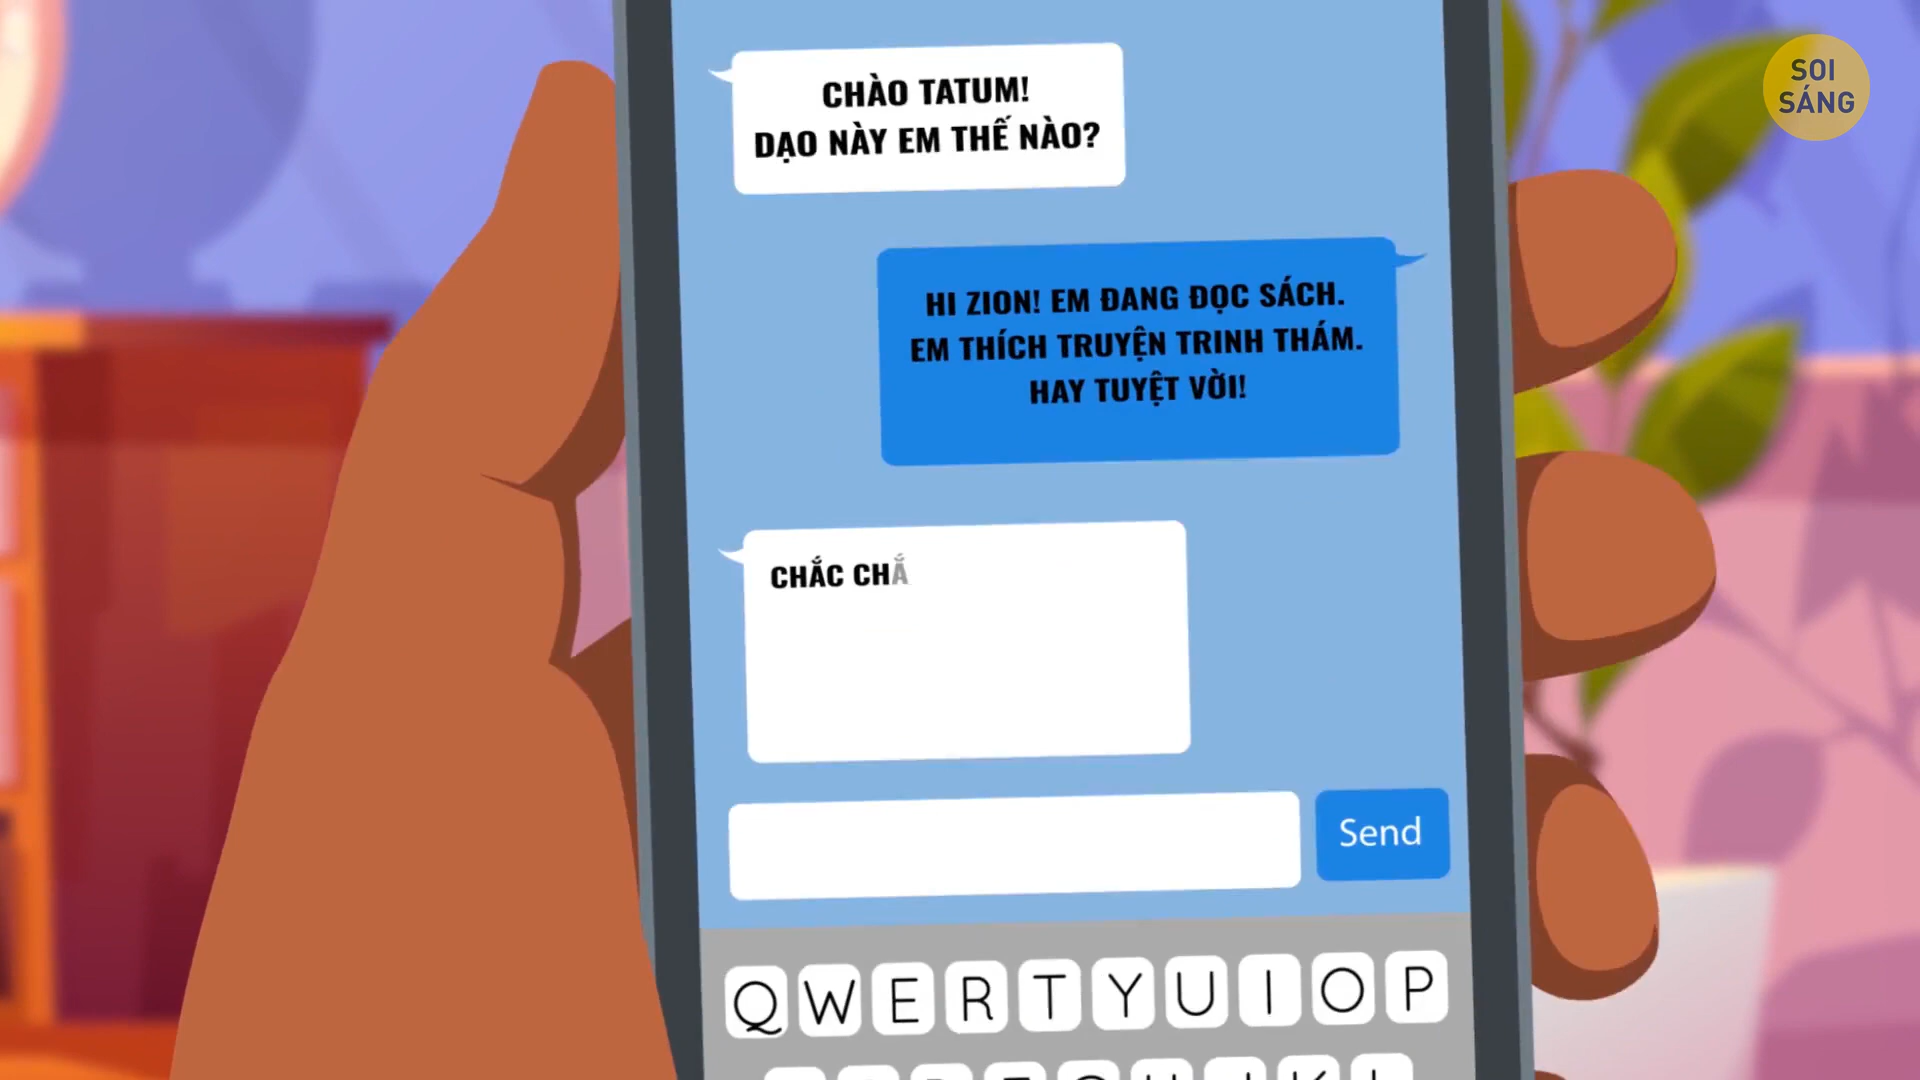 SOI
SÁNG
CHÀO TATUM!
DẠO NÀY EM THẾ NÀO?
HI ZION! EM ĐANG ĐỌC SÁCH.
EM THÍCH TRUYỆN TRINH THÁM.
HAY TUYỆT VỜI!
CHẮC CHẮ
Send
Q W E R T Y U I O P